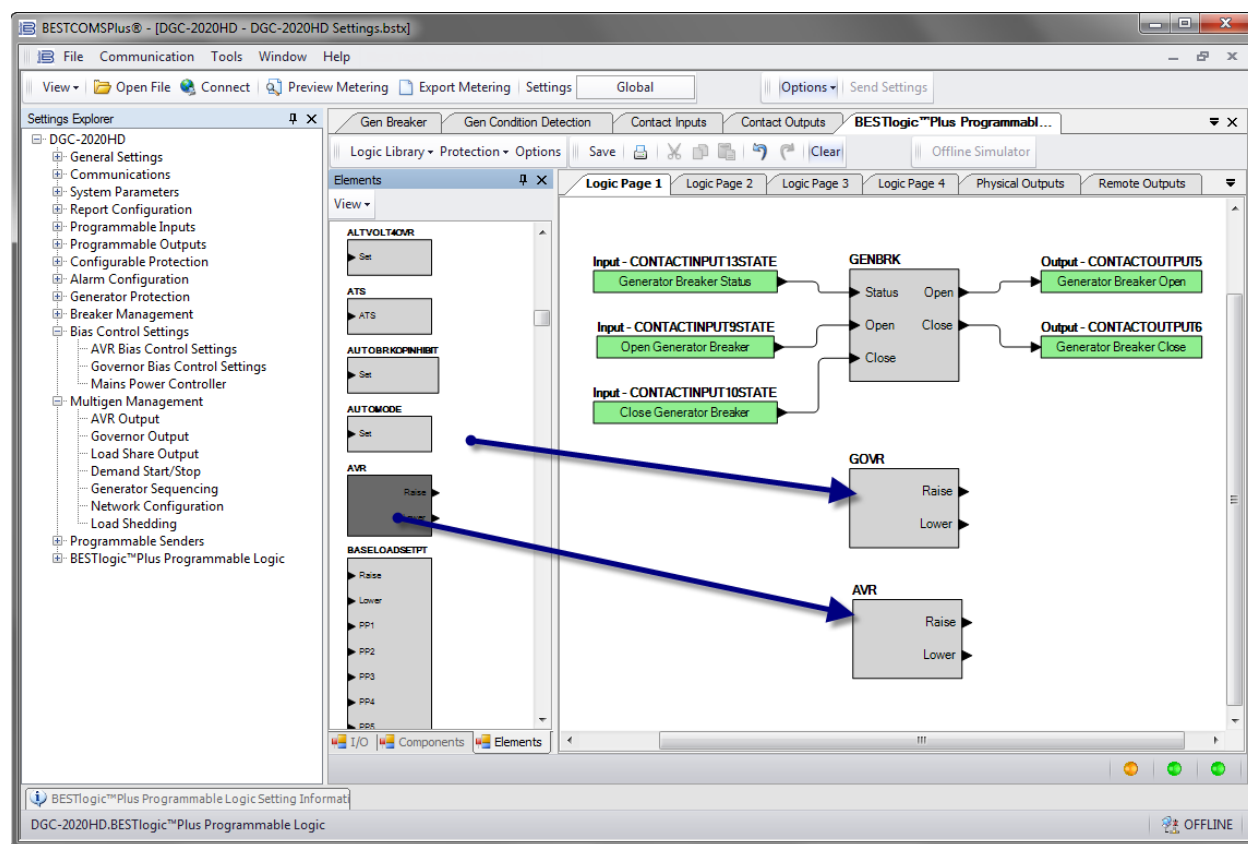 BESTCOMSPlus® - [DGC-2020HD - DGC-2020HD Settings.bstx]
File Communication Tools Window Help
View Open File Connect Preview Metering Export Metering Settings Global Options Send Settings
Settings Explorer
DGC-2020HD
General Settings
Communications
System Parameters
Report Configuration
Programmable Inputs
Programmable Outputs
Configurable Protection
Alarm Configuration
Generator Protection
Breaker Management
Bias Control Settings
AVR Bias Control Settings
Governor Bias Control Settings
Mains Power Controller
Multigen Management
AVR Output
Governor Output
Load Share Output
Demand Start/Stop
Generator Sequencing
Network Configuration
Load Shedding
Programmable Senders
BESTlogic™Plus Programmable Logic
Gen Breaker Gen Condition Detection Contact Inputs Contact Outputs BESTlogic™Plus Programmabl...
Logic Library Protection Options Save Clear Offline Simulator
Elements
View
ALTVOLT4OVR
Set
ATS
ATS
AUTOBRKOPINHIBIT
Set
AUTOMODE
Set
AVR
Raise
Lower
BASELOADSETPT
Raise
Lower
PP1
PP2
PP3
PP4
PP5
I/O Components Elements
Logic Page 1 Logic Page 2 Logic Page 3 Logic Page 4 Physical Outputs Remote Outputs
Input - CONTACTINPUT13STATE
Generator Breaker Status
Input - CONTACTINPUT9STATE
Open Generator Breaker
Input - CONTACTINPUT10STATE
Close Generator Breaker
GENBRK
Status Open
Open Close
Close
Output - CONTACTOUTPUT5
Generator Breaker Open
Output - CONTACTOUTPUT6
Generator Breaker Close
GOVR
Raise
Lower
AVR
Raise
Lower
BESTlogic™Plus Programmable Logic Setting Informati
DGC-2020HD.BESTlogic™Plus Programmable Logic OFFLINE